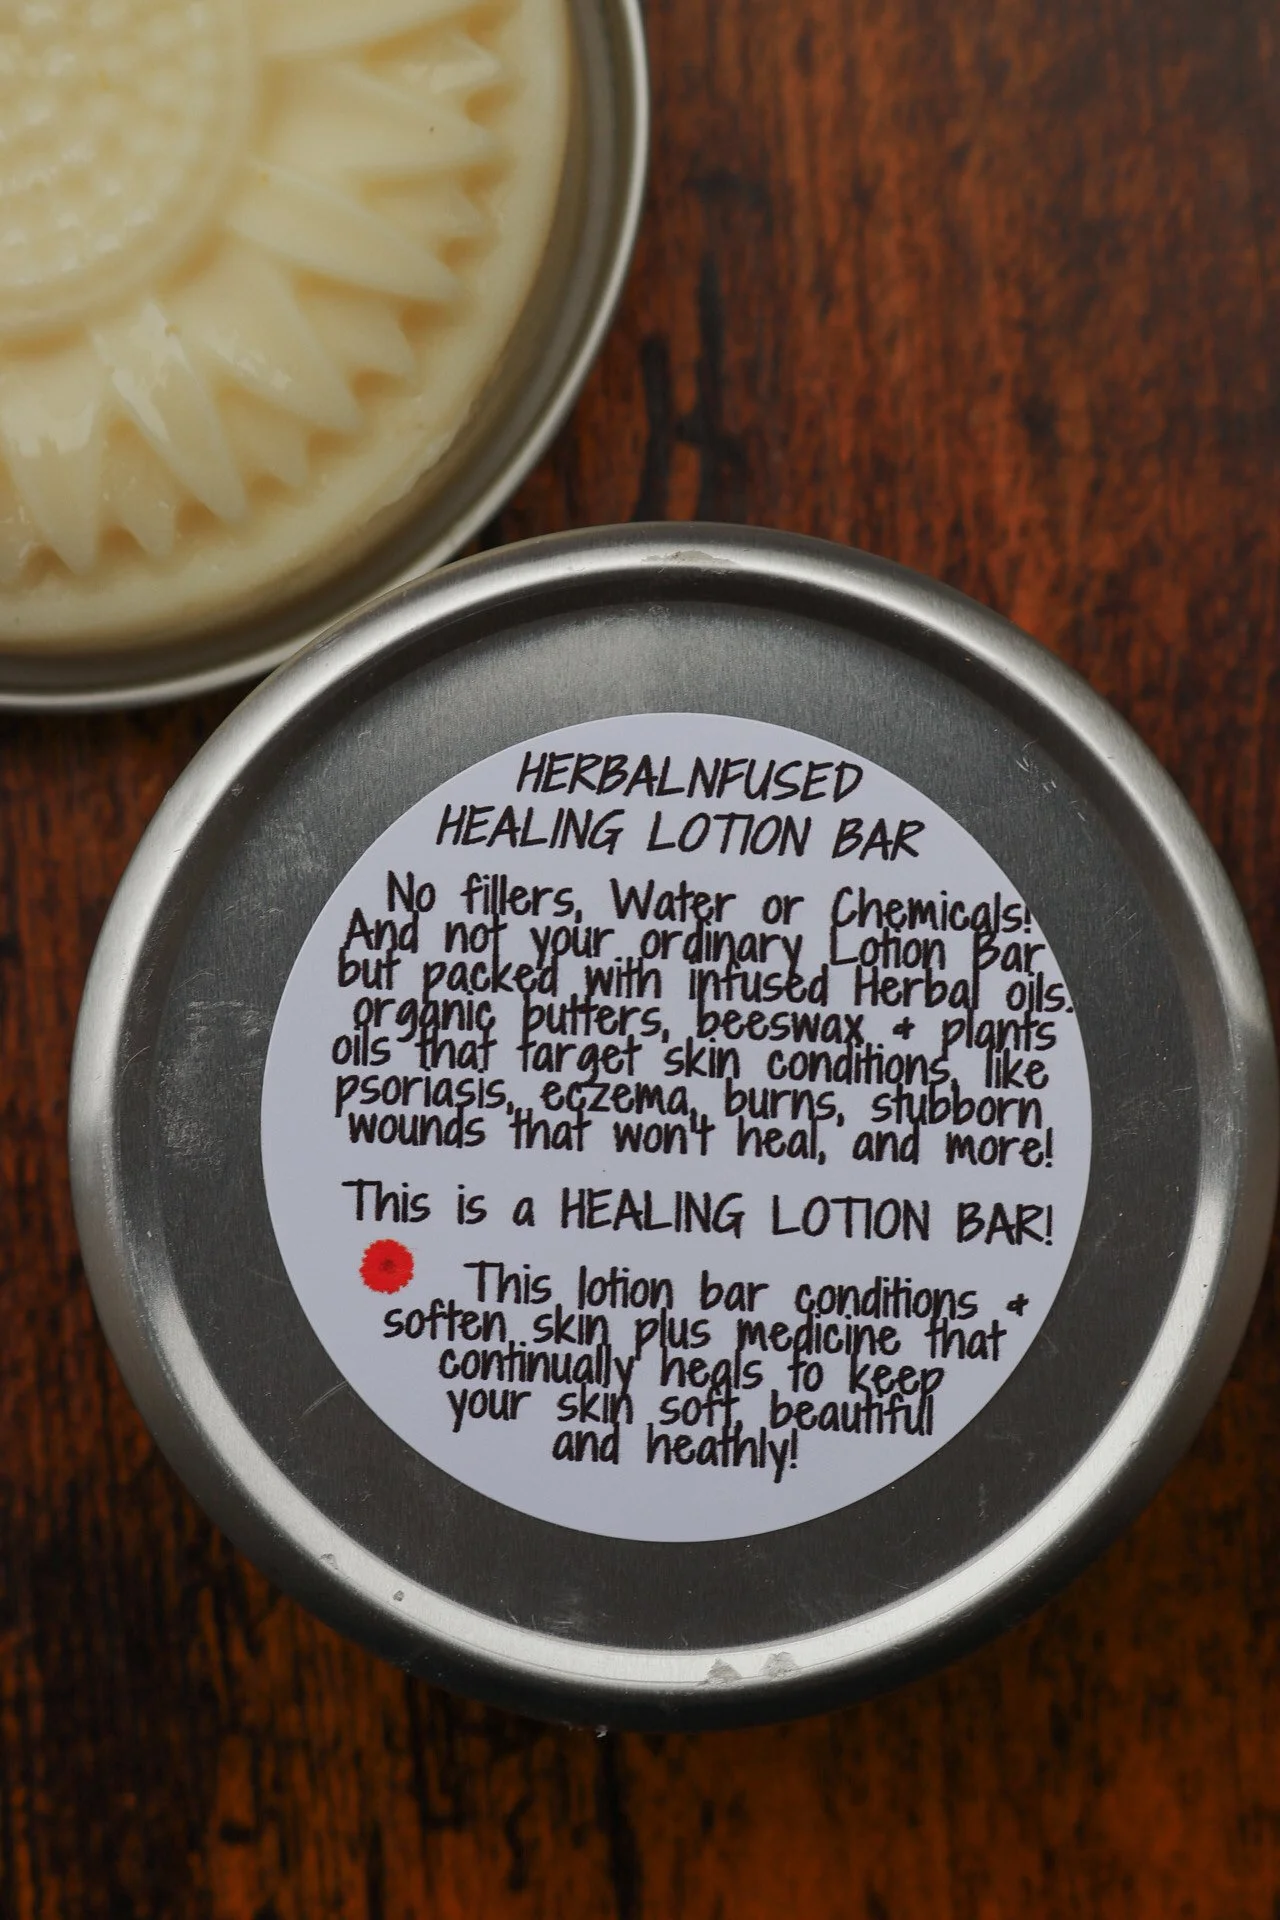 HERBALNFUSED
HEALING LOTION BAR
No fillers, Water or Chemicals!
And not your ordinary Lotion Bar
but packed with infused Herbal oils.
organic butters, beeswax & plants
oils that target skin conditions, like
psoriasis, eczema, burns, stubborn
wounds that won't heal, and more!
This is a HEALING LOTION BAR!
This lotion bar conditions &
soften skin plus medicine that
continually heals to keep
your skin soft, beautiful
and heathly!